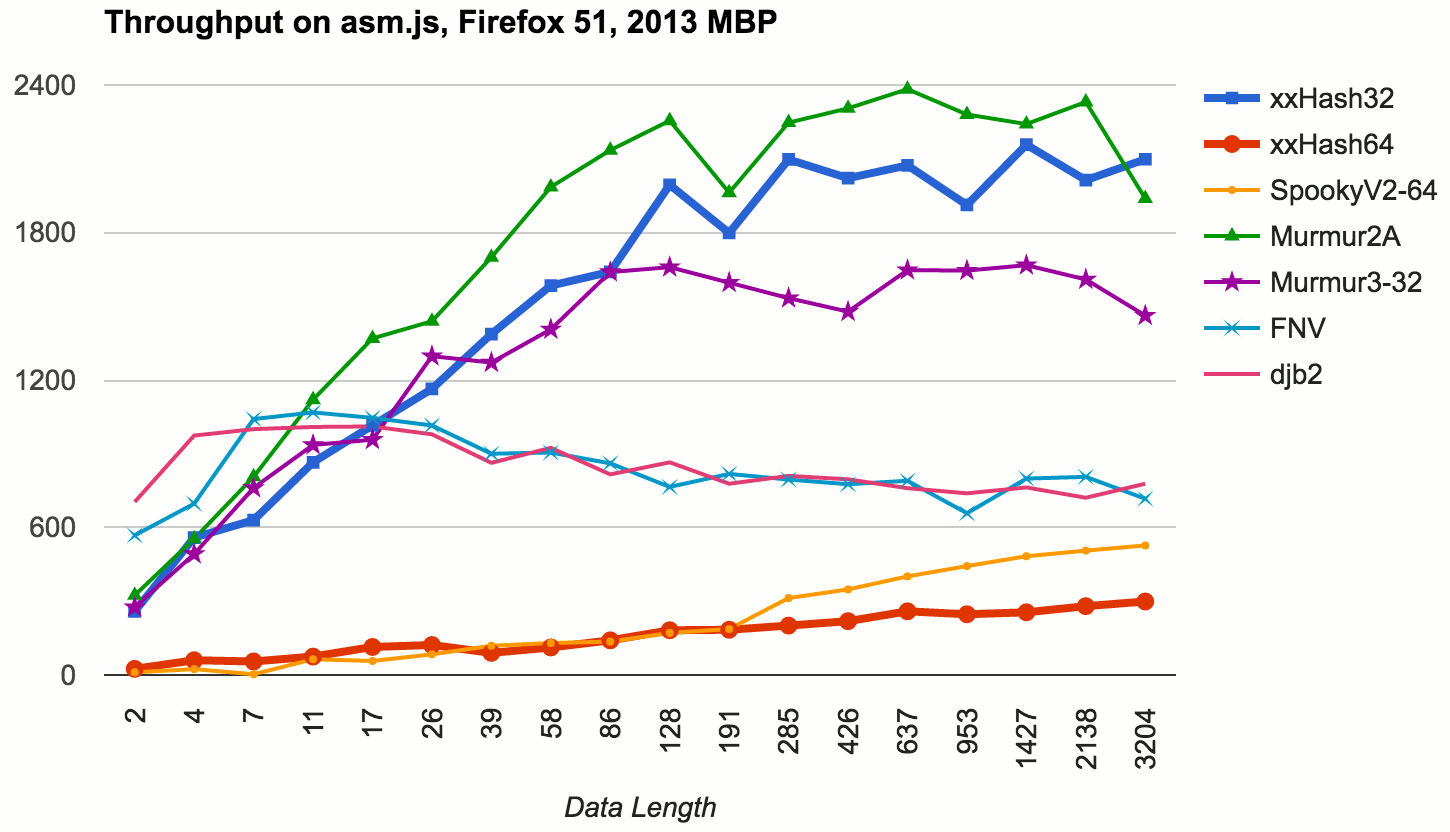 Throughput on asm.js, Firefox 51, 2013 MBP
2400
1800
1200
600
0
2
4
7
11
17
26
39
58
86
128
191
285
426
637
953
1427
2138
3204
Data Length
xxHash32
xxHash64
SpookyV2-64
Murmur2A
Murmur3-32
FNV
djb2